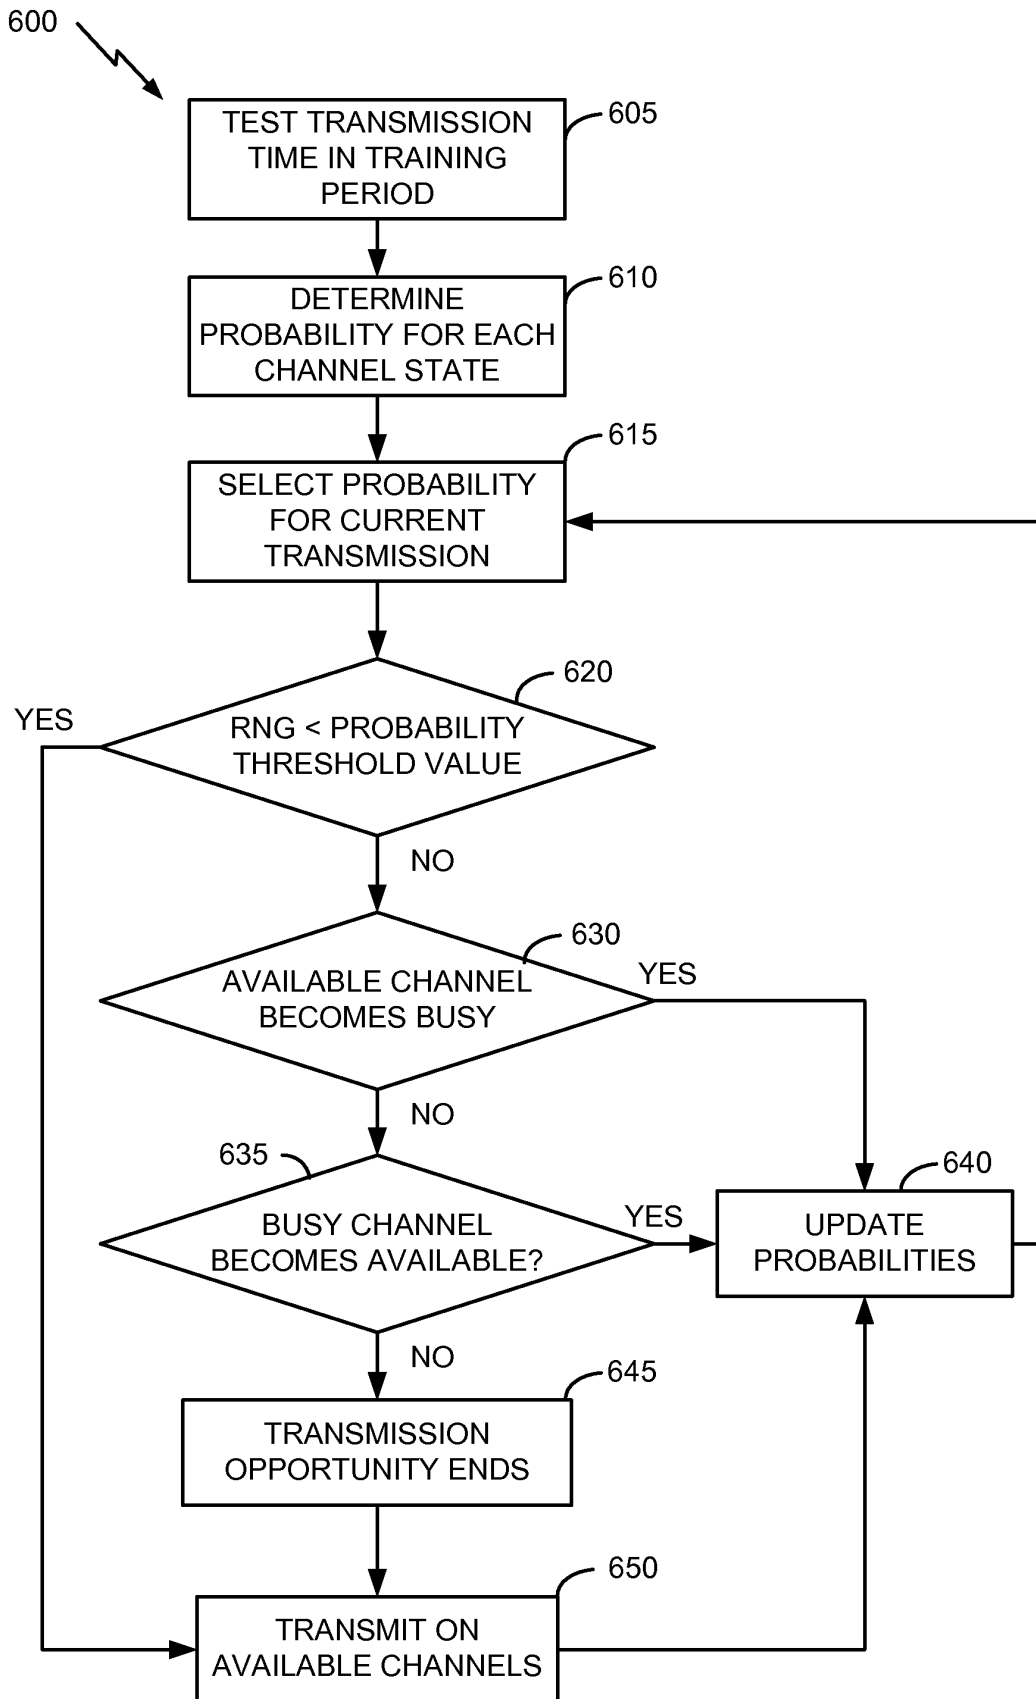 600
TEST TRANSMISSION
TIME IN TRAINING
PERIOD
605
DETERMINE
PROBABILITY FOR EACH
CHANNEL STATE
610
SELECT PROBABILITY
FOR CURRENT
TRANSMISSION
615
RNG < PROBABILITY
THRESHOLD VALUE
620
YES
NO
AVAILABLE CHANNEL
BECOMES BUSY
630
YES
NO
635
BUSY CHANNEL
BECOMES AVAILABLE?
YES
UPDATE
PROBABILITIES
640
NO
TRANSMISSION
OPPORTUNITY ENDS
645
TRANSMIT ON
AVAILABLE CHANNELS
650